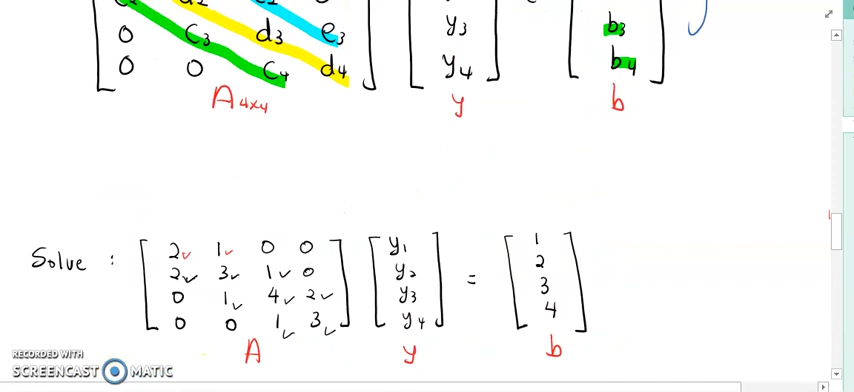 0 c3 d3 e3 y3 b3
0 0 c4 d4 y4 b4
A4x4 y b
Solve : [ 2 1 0 0 ] [ y1 ] = [ 1 ]
2 3 1 0 y2 2
0 1 4 2 y3 3
0 0 1 3 y4 4
A y b
RECORDED WITH
SCREENCAST MATIC